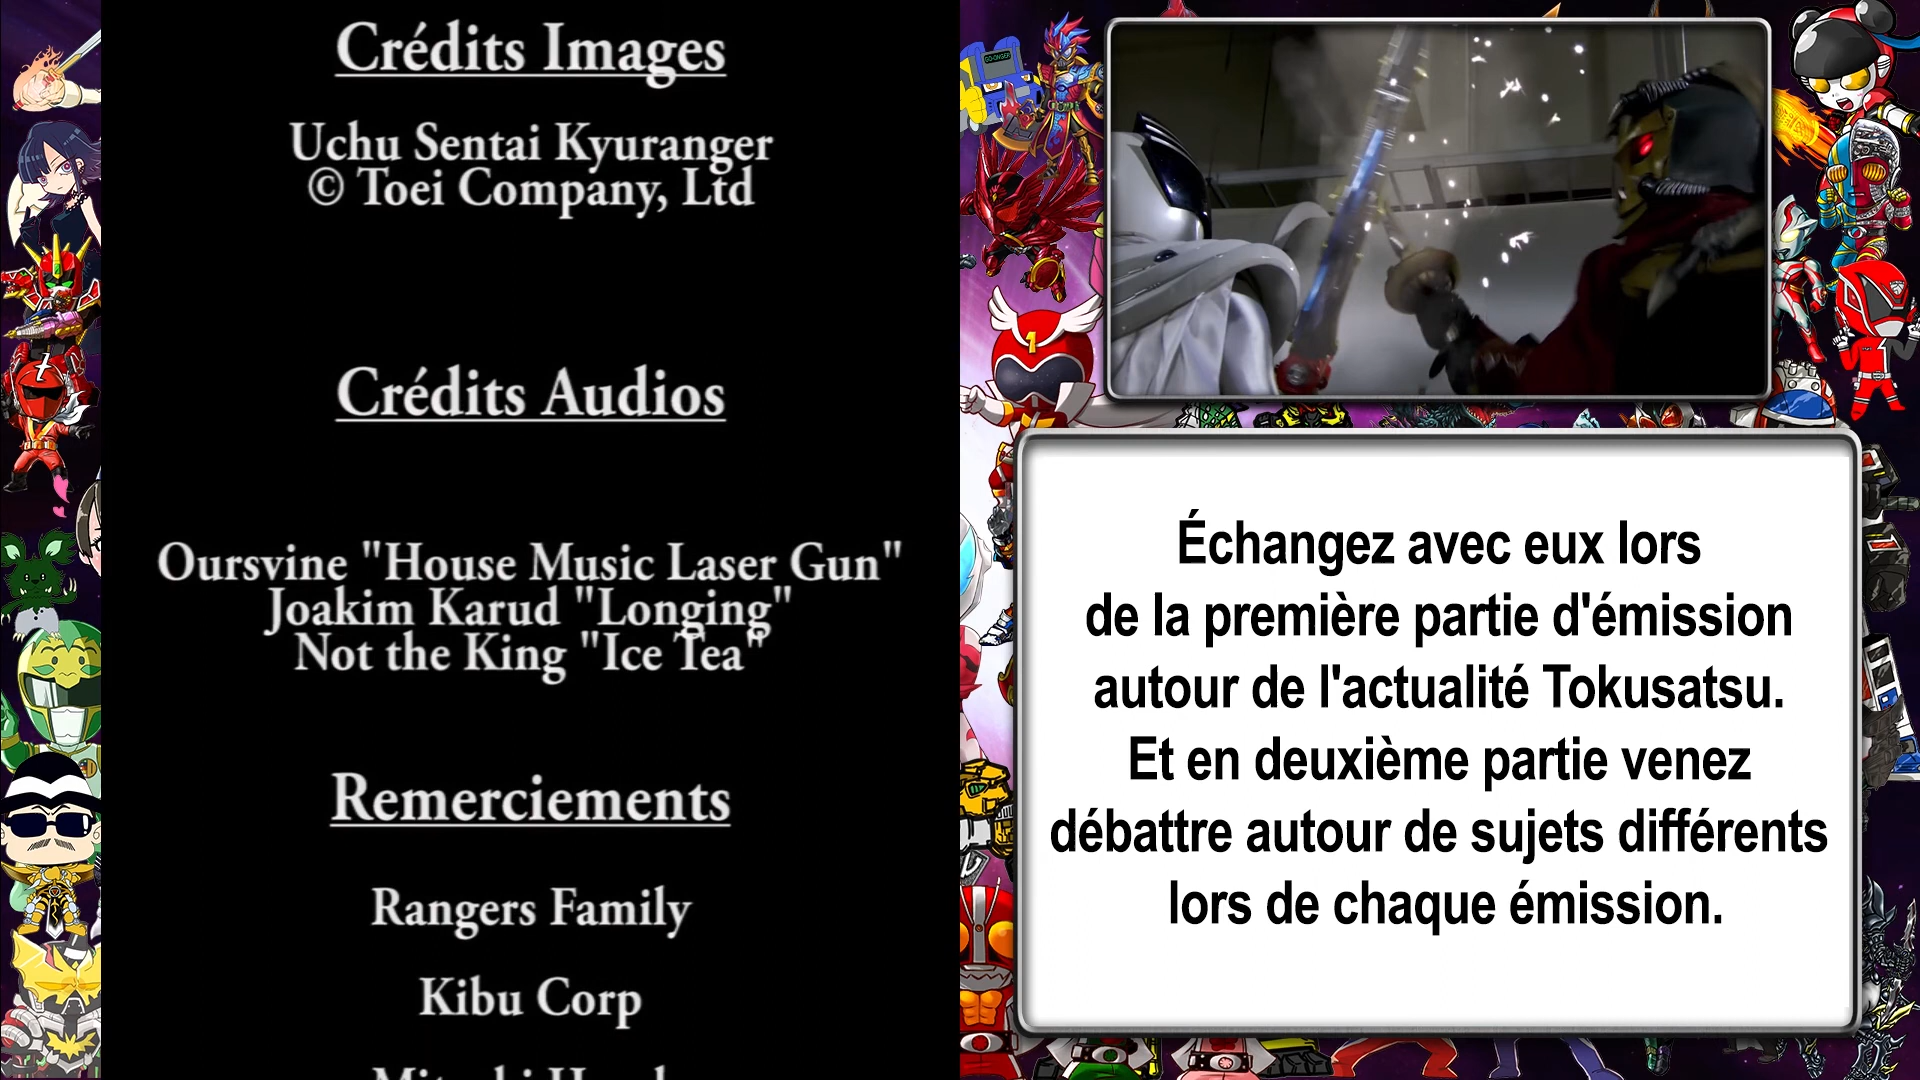 Crédits Images
Uchu Sentai Kyuranger
© Toei Company, Ltd
Crédits Audios
Oursvine "House Music Laser Gun"
Joakim Karud "Longing"
Not the King "Ice Tea"
Remerciements
Rangers Family
Kibu Corp
Échangez avec eux lors
de la première partie d'émission
autour de l'actualité Tokusatsu.
Et en deuxième partie venez
débattre autour de sujets différents
lors de chaque émission.